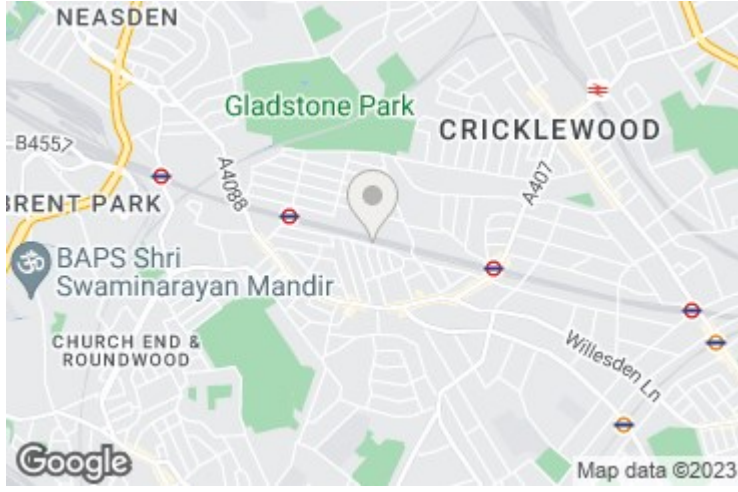 NEASDEN
Gladstone Park
CRICKLEWOOD
B4557
A4088
A407
BRENT PARK
BAPS Shri
Swaminarayan Mandir
CHURCH END &
ROUNDWOOD
Willesden Ln
Google
Map data ©2023